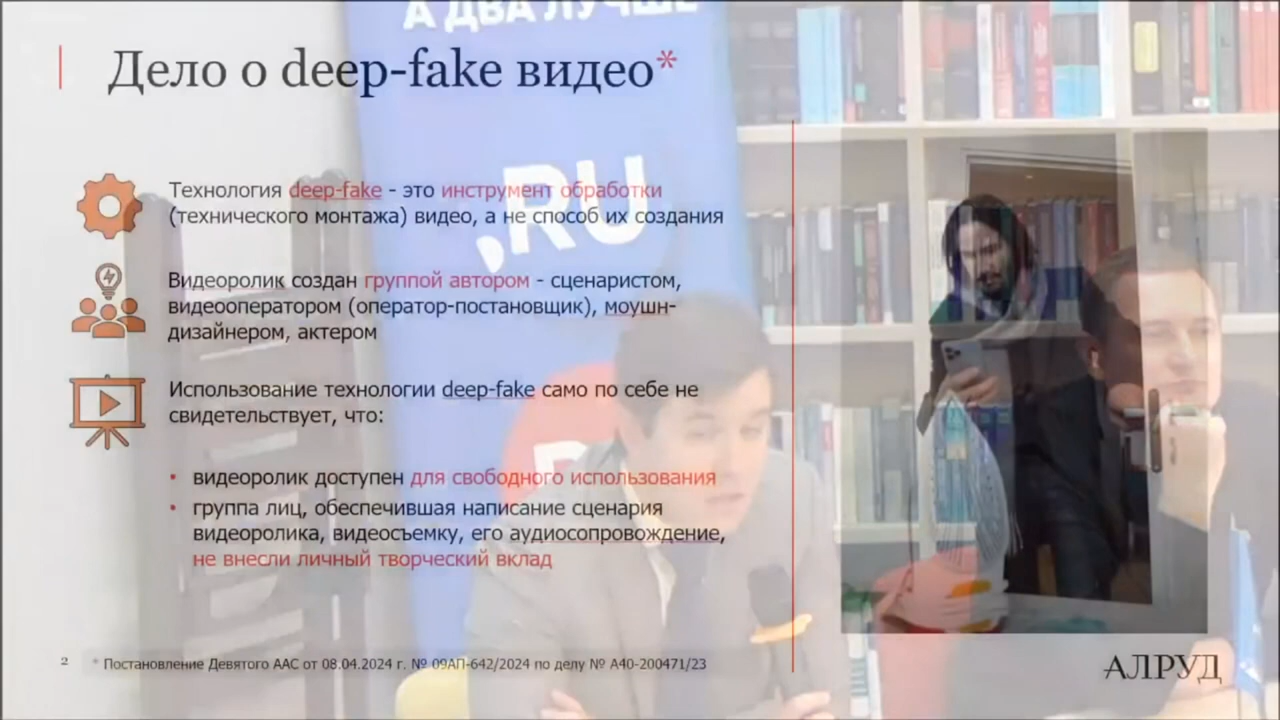 А ДВА ЛУЧШЕ
Дело о deep-fake видео*
.RU
Технология deep-fake - это инструмент обработки
(технического монтажа) видео, а не способ их создания
Видеоролик создан группой автором - сценаристом,
видеооператором (оператор-постановщик), моушн-
дизайнером, актером
Использование технологии deep-fake само по себе не
свидетельствует, что:
• видеоролик доступен для свободного использования
• группа лиц, обеспечившая написание сценария
видеоролика, видеосъемку, его аудиосопровождение,
не внесли личный творческий вклад
2
* Постановление Девятого ААС от 08.04.2024 г. № 09АП-642/2024 по делу № А40-200471/23
АЛРУД